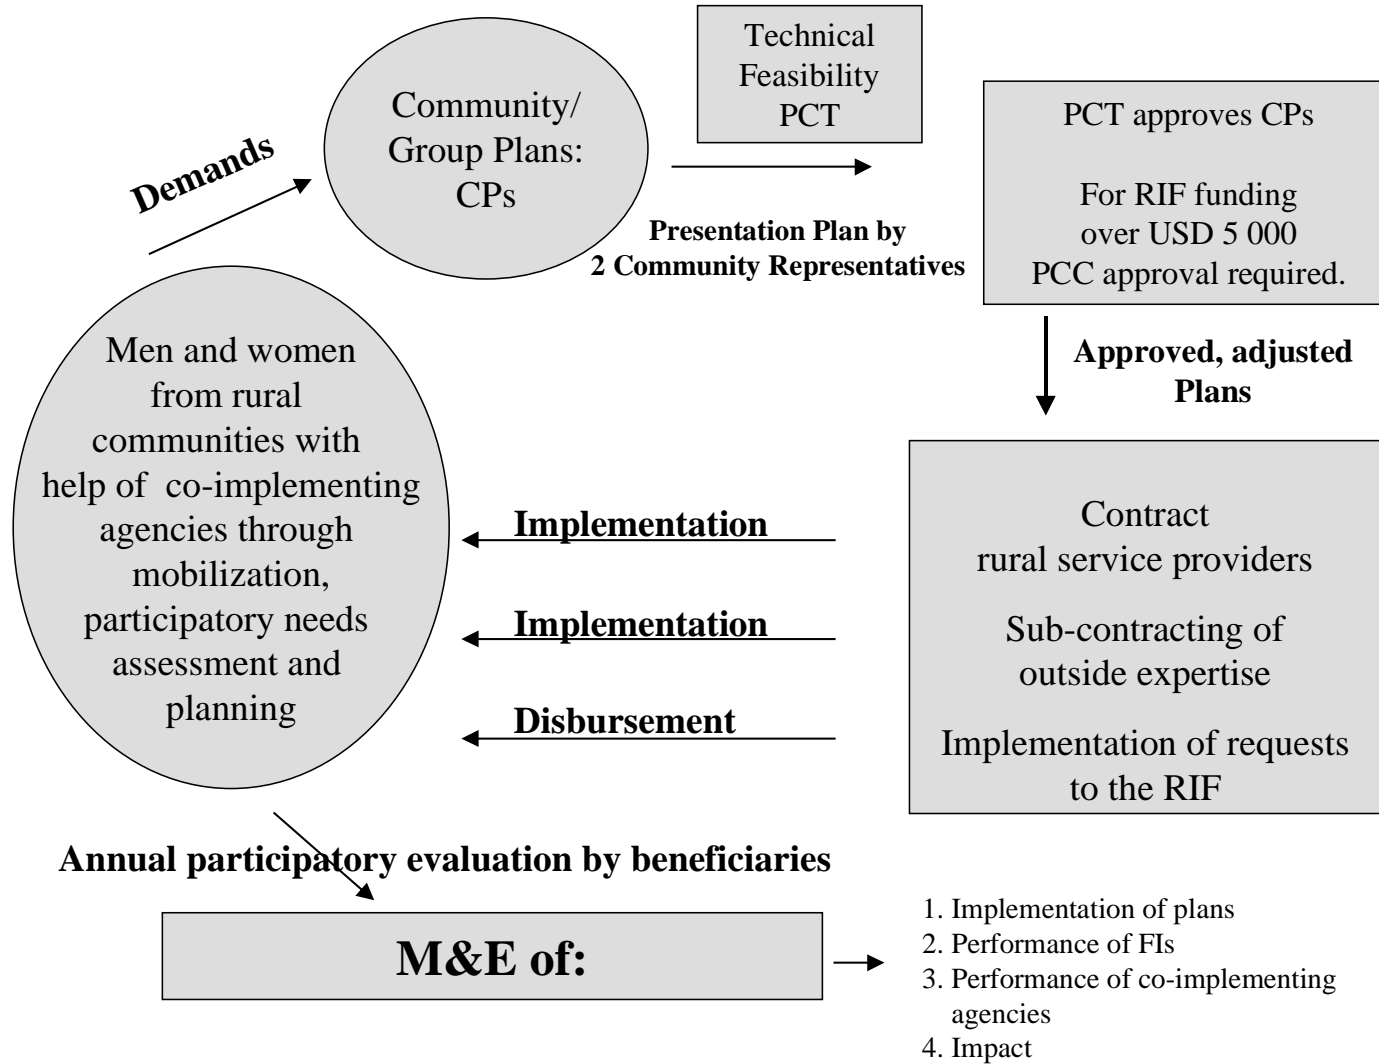 Technical
Feasibility
PCT
Community/
Group Plans:
CPs
Demands
PCT approves CPs
For RIF funding
over USD 5 000
PCC approval required.
Presentation Plan by
2 Community Representatives
Approved, adjusted
Plans
Men and women
from rural
communities with
help of  co-implementing
agencies through
mobilization,
participatory needs
assessment and
planning
Implementation
Implementation
Disbursement
Contract
rural service providers
Sub-contracting of
outside expertise
Implementation of requests
to the RIF
Annual participatory evaluation by beneficiaries
M&E of:
1. Implementation of plans
2. Performance of FIs
3. Performance of co-implementing
agencies
4. Impact